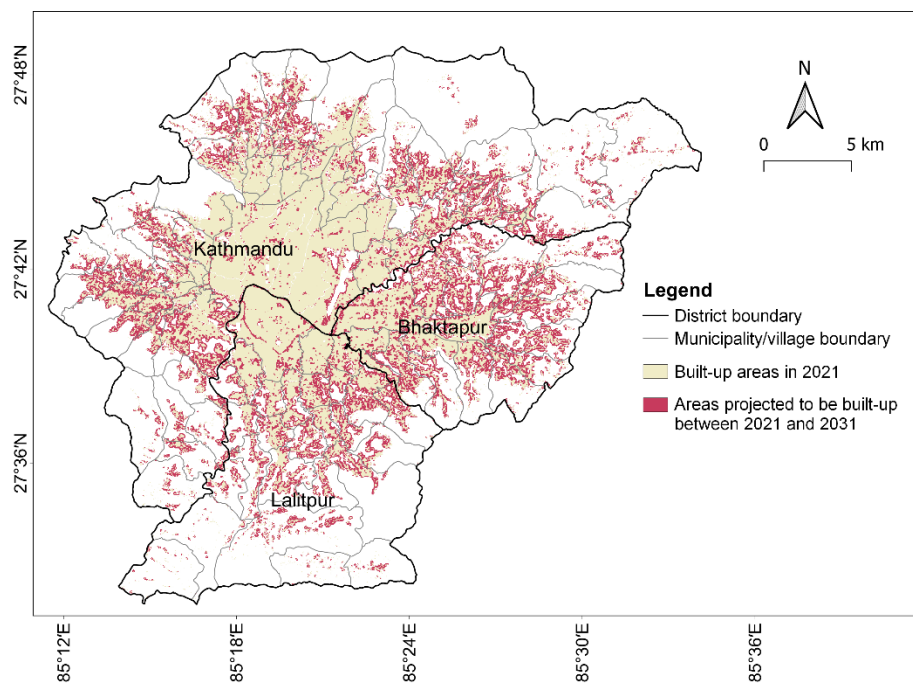 27°48'N
27°42'N
27°36'N
N
0 5 km
Kathmandu
Bhaktapur
Lalitpur
Legend
District boundary
Municipality/village boundary
Built-up areas in 2021
Areas projected to be built-up
between 2021 and 2031
85°12'E
85°18'E
85°24'E
85°30'E
85°36'E